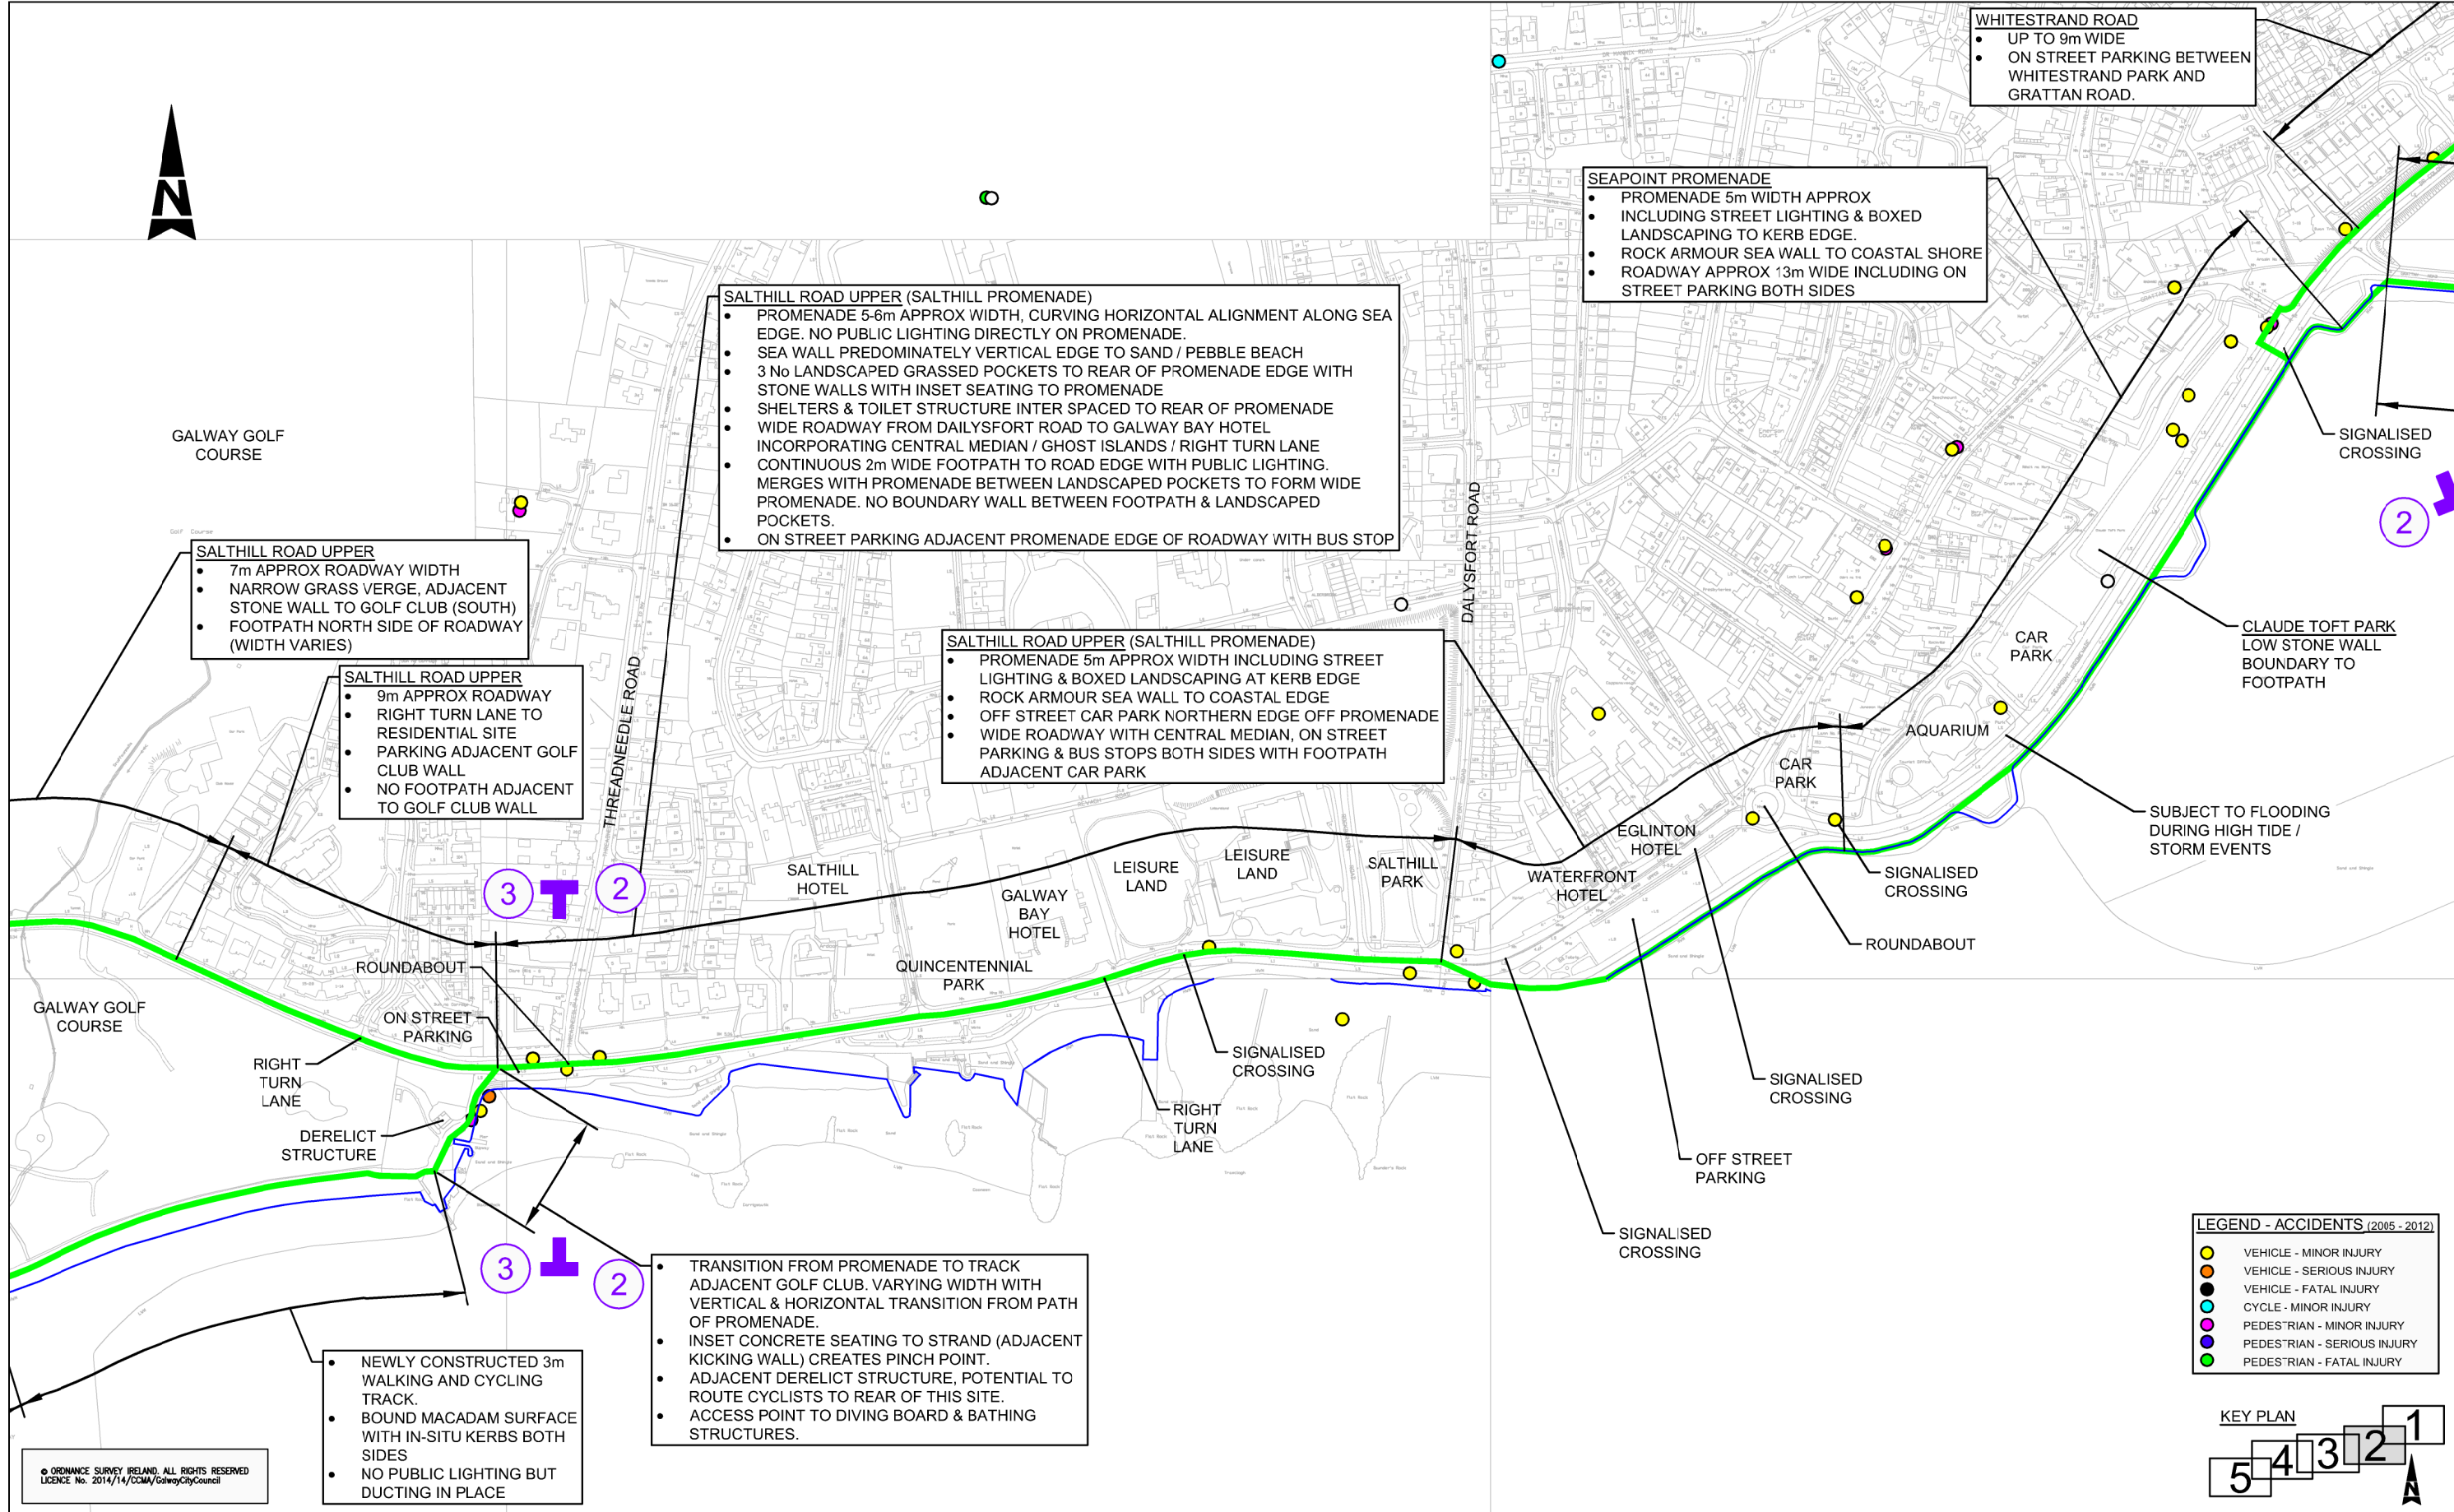 WHITESTRAND ROAD
• UP TO 9m WIDE
• ON STREET PARKING BETWEEN
WHITESTRAND PARK AND
GRATTAN ROAD.
DR MANNIX ROAD
N
SEAPOINT PROMENADE
• PROMENADE 5m WIDTH APPROX
• INCLUDING STREET LIGHTING & BOXED
LANDSCAPING TO KERB EDGE.
• ROCK ARMOUR SEA WALL TO COASTAL SHORE
• ROADWAY APPROX 13m WIDE INCLUDING ON
STREET PARKING BOTH SIDES
SALTHILL ROAD UPPER (SALTHILL PROMENADE)
• PROMENADE 5-6m APPROX WIDTH, CURVING HORIZONTAL ALIGNMENT ALONG SEA
EDGE. NO PUBLIC LIGHTING DIRECTLY ON PROMENADE.
• SEA WALL PREDOMINATELY VERTICAL EDGE TO SAND / PEBBLE BEACH
• 3 No LANDSCAPED GRASSED POCKETS TO REAR OF PROMENADE EDGE WITH
STONE WALLS WITH INSET SEATING TO PROMENADE
• SHELTERS & TOILET STRUCTURE INTER SPACED TO REAR OF PROMENADE
• WIDE ROADWAY FROM DAILYSFORT ROAD TO GALWAY BAY HOTEL
INCORPORATING CENTRAL MEDIAN / GHOST ISLANDS / RIGHT TURN LANE
• CONTINUOUS 2m WIDE FOOTPATH TO ROAD EDGE WITH PUBLIC LIGHTING.
MERGES WITH PROMENADE BETWEEN LANDSCAPED POCKETS TO FORM WIDE
PROMENADE. NO BOUNDARY WALL BETWEEN FOOTPATH & LANDSCAPED
POCKETS.
• ON STREET PARKING ADJACENT PROMENADE EDGE OF ROADWAY WITH BUS STOP
GALWAY GOLF
COURSE
SIGNALISED
CROSSING
2
Golf Course
SALTHILL ROAD UPPER
• 7m APPROX ROADWAY WIDTH
• NARROW GRASS VERGE, ADJACENT
STONE WALL TO GOLF CLUB (SOUTH)
• FOOTPATH NORTH SIDE OF ROADWAY
(WIDTH VARIES)
SALTHILL ROAD UPPER
• 9m APPROX ROADWAY
• RIGHT TURN LANE TO
RESIDENTIAL SITE
• PARKING ADJACENT GOLF
CLUB WALL
• NO FOOTPATH ADJACENT
TO GOLF CLUB WALL
THREADNEEDLE ROAD
DALYSFORT ROAD
SALTHILL ROAD UPPER (SALTHILL PROMENADE)
• PROMENADE 5m APPROX WIDTH INCLUDING STREET
LIGHTING & BOXED LANDSCAPING AT KERB EDGE
• ROCK ARMOUR SEA WALL TO COASTAL EDGE
• OFF STREET CAR PARK NORTHERN EDGE OFF PROMENADE
• WIDE ROADWAY WITH CENTRAL MEDIAN, ON STREET
PARKING & BUS STOPS BOTH SIDES WITH FOOTPATH
ADJACENT CAR PARK
CAR
PARK
CLAUDE TOFT PARK
LOW STONE WALL
BOUNDARY TO
FOOTPATH
AQUARIUM
CAR
PARK
SUBJECT TO FLOODING
DURING HIGH TIDE /
STORM EVENTS
EGLINTON
HOTEL
WATERFRONT
HOTEL
SIGNALISED
CROSSING
ROUNDABOUT
SALTHILL
HOTEL
LEISURE
LAND
LEISURE
LAND
SALTHILL
PARK
GALWAY
BAY
HOTEL
3
2
QUINCENTENNIAL
PARK
ROUNDABOUT
ON STREET
PARKING
GALWAY GOLF
COURSE
RIGHT
TURN
LANE
DERELICT
STRUCTURE
SIGNALISED
CROSSING
RIGHT
TURN
LANE
SIGNALISED
CROSSING
OFF STREET
PARKING
SIGNALISED
CROSSING
3
2
• TRANSITION FROM PROMENADE TO TRACK
ADJACENT GOLF CLUB. VARYING WIDTH WITH
VERTICAL & HORIZONTAL TRANSITION FROM PATH
OF PROMENADE.
• INSET CONCRETE SEATING TO STRAND (ADJACENT
KICKING WALL) CREATES PINCH POINT.
• ADJACENT DERELICT STRUCTURE, POTENTIAL TO
ROUTE CYCLISTS TO REAR OF THIS SITE.
• ACCESS POINT TO DIVING BOARD & BATHING
STRUCTURES.
• NEWLY CONSTRUCTED 3m
WALKING AND CYCLING
TRACK.
• BOUND MACADAM SURFACE
WITH IN-SITU KERBS BOTH
SIDES
• NO PUBLIC LIGHTING BUT
DUCTING IN PLACE
© ORDNANCE SURVEY IRELAND. ALL RIGHTS RESERVED
LICENCE No. 2014/14/CCMA/GalwayCityCouncil
LEGEND - ACCIDENTS (2005 - 2012)
VEHICLE - MINOR INJURY
VEHICLE - SERIOUS INJURY
VEHICLE - FATAL INJURY
CYCLE - MINOR INJURY
PEDESTRIAN - MINOR INJURY
PEDESTRIAN - SERIOUS INJURY
PEDESTRIAN - FATAL INJURY
KEY PLAN
1
2
3
4
5
N